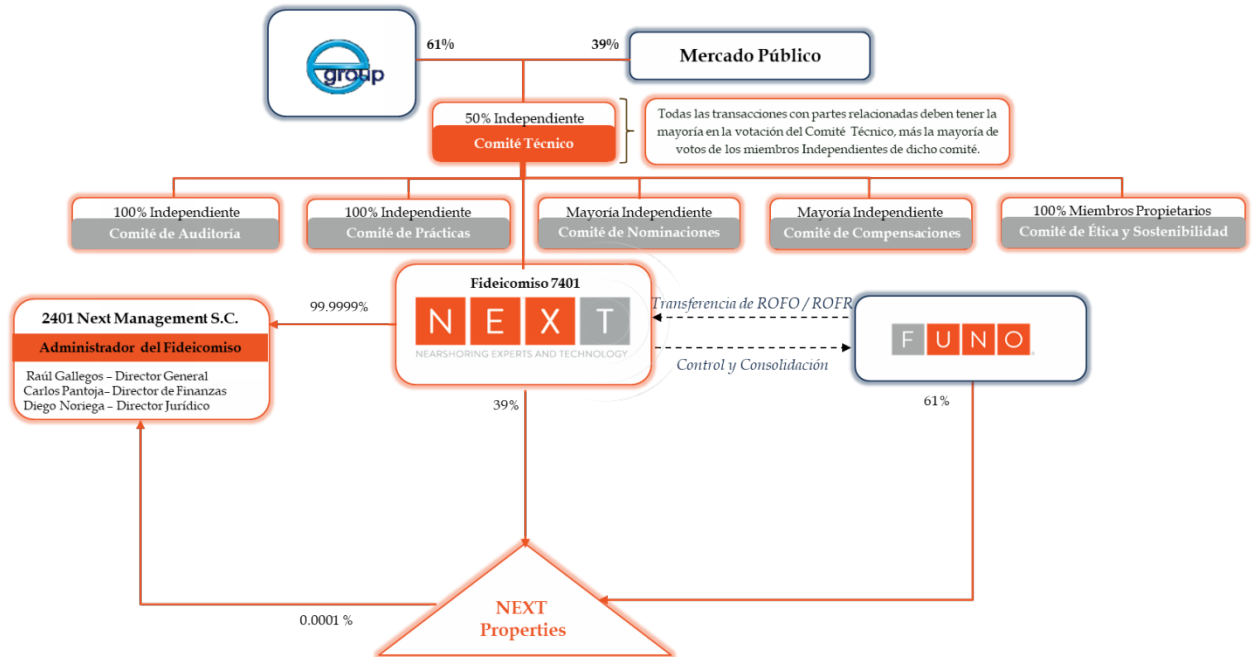 61%
39%
e group
Mercado Público
50% Independiente
Comité Técnico
Todas las transacciones con partes relacionadas deben tener la
mayoría en la votación del Comité Técnico, más la mayoría de
votos de los miembros Independientes de dicho comité.
100% Independiente
Comité de Auditoría
100% Independiente
Comité de Prácticas
Mayoría Independiente
Comité de Nominaciones
Mayoría Independiente
Comité de Compensaciones
100% Miembros Propietarios
Comité de Ética y Sostenibilidad
2401 Next Management S.C.
Administrador del Fideicomiso
Raúl Gallegos – Director General
Carlos Pantoja– Director de Finanzas
Diego Noriega – Director Jurídico
99.9999%
Fideicomiso 7401
NEXT
NEARSHORING EXPERTS AND TECHNOLOGY
Transferencia de ROFO / ROFR
Control y Consolidación
FUNO
39%
61%
0.0001 %
NEXT
Properties